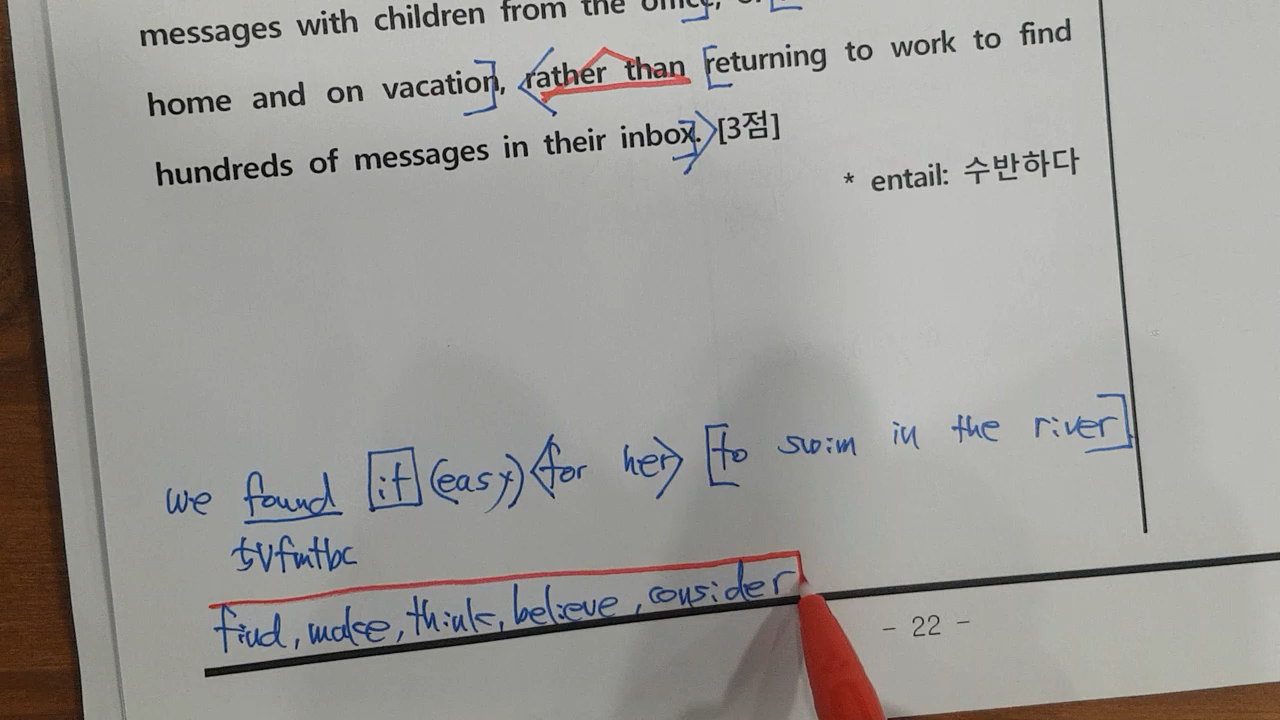 messages with children from the office,
home and on vacation], <rather than [returning to work to find
hundreds of messages in their inbox.]> [3점]
* entail: 수반하다
we found [it] (easy) <for her> [to swim in the river]
5Vfmtbc
find, make, think, believe, consider
- 22 -